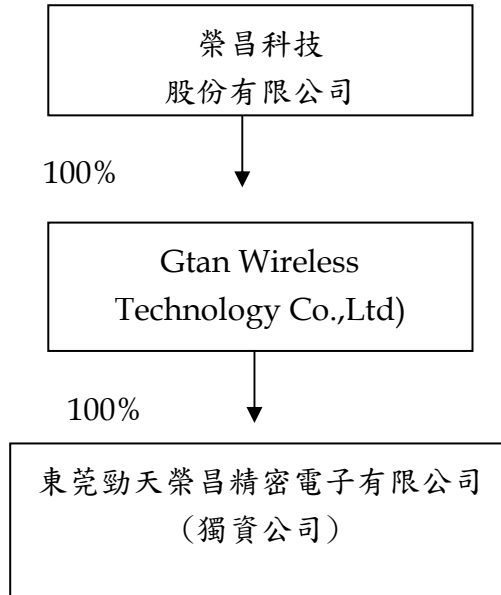 榮昌科技
股份有限公司
100%
Gtan Wireless
Technology Co.,Ltd)
100%
東莞勁天榮昌精密電子有限公司
(獨資公司)